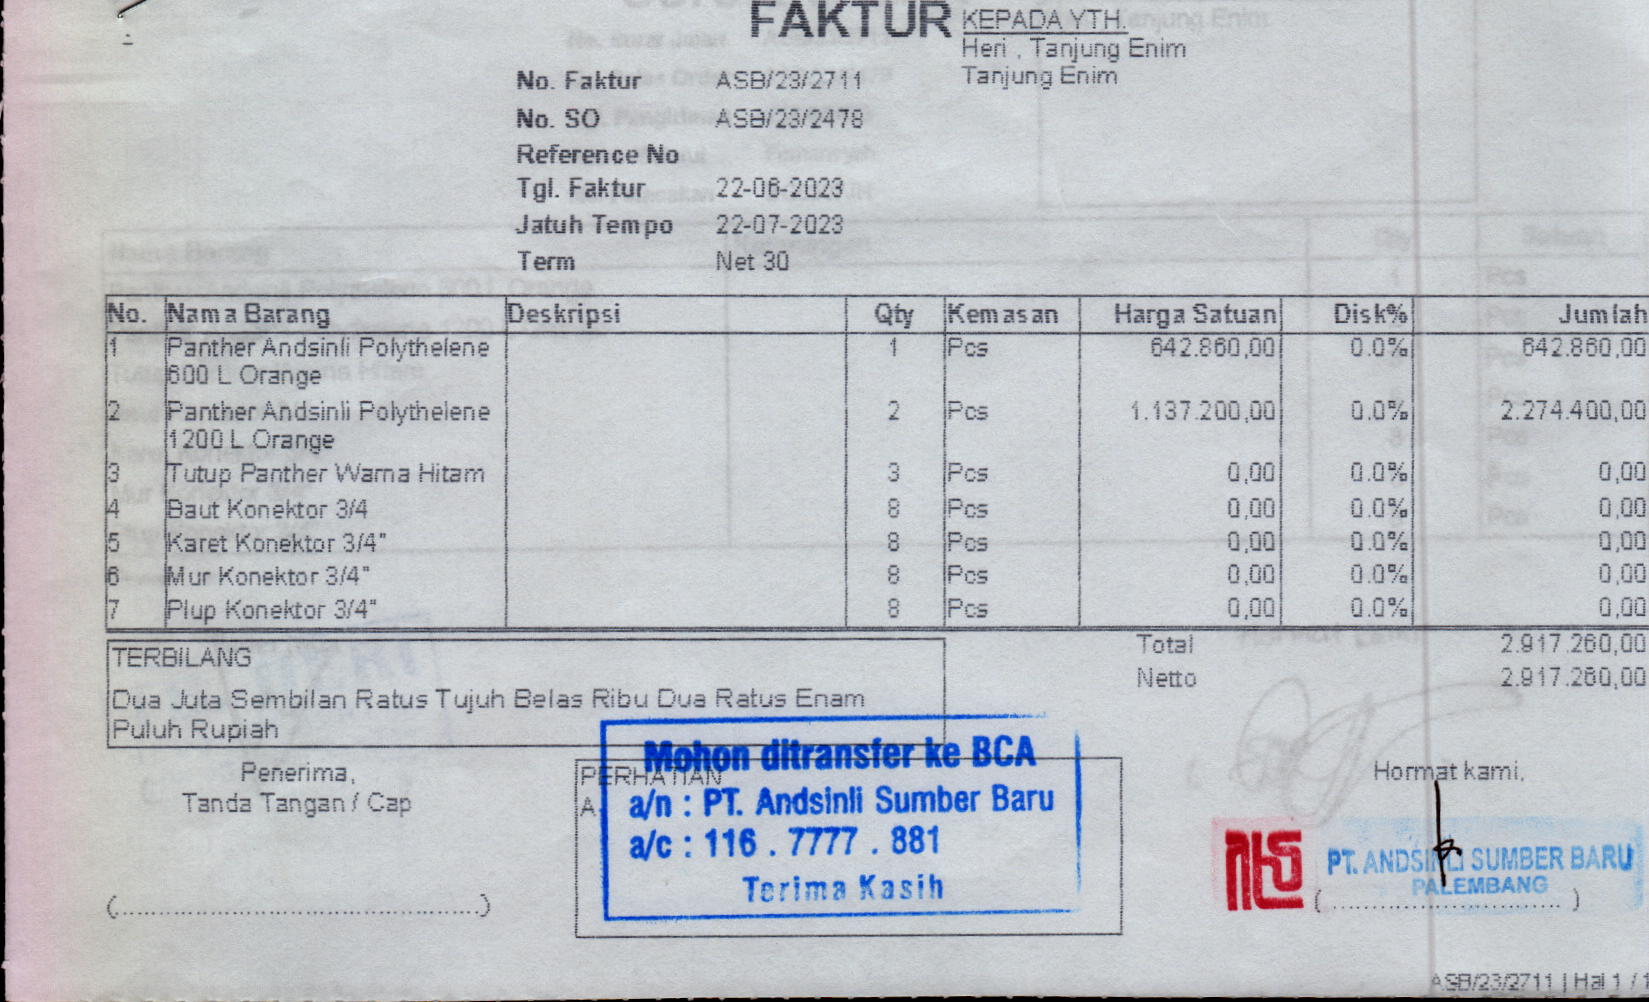 FAKTUR
KEPADA YTH.
Heri , Tanjung Enim
Tanjung Enim
No. Faktur ASB/23/2711
No. SO ASB/23/2478
Reference No
Tgl. Faktur 22-06-2023
Jatuh Tempo 22-07-2023
Term Net 30
No. Nama Barang Deskripsi Qty Kemasan Harga Satuan Disk% Jumlah
1 Panther Andsinli Polythelene 1 Pcs 642.860,00 0.0% 642.860,00
600 L Orange
2 Panther Andsinli Polythelene 2 Pcs 1.137.200,00 0.0% 2.274.400,00
1200 L Orange
3 Tutup Panther Warna Hitam 3 Pcs 0,00 0.0% 0,00
4 Baut Konektor 3/4 8 Pcs 0,00 0.0% 0,00
5 Karet Konektor 3/4" 8 Pcs 0,00 0.0% 0,00
6 Mur Konektor 3/4" 8 Pcs 0,00 0.0% 0,00
7 Plup Konektor 3/4" 8 Pcs 0,00 0.0% 0,00
Total 2.917.260,00
Netto 2.917.260,00
TERBILANG
Dua Juta Sembilan Ratus Tujuh Belas Ribu Dua Ratus Enam
Puluh Rupiah
Penerima,
Tanda Tangan / Cap
(................................................)
PERHATIAN
A
Mohon ditransfer ke BCA
a/n : PT. Andsinli Sumber Baru
a/c : 116 . 7777 . 881
Terima Kasih
Hormat kami,
PT. ANDSINLI SUMBER BARU
PALEMBANG
(..............................)
ASB/23/2711 | Hal 1 / 1